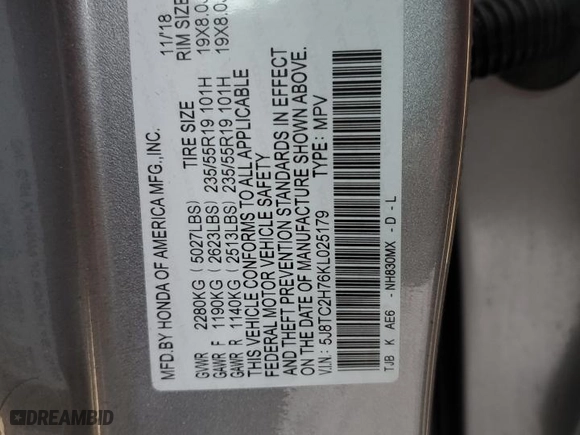 MFD.BY HONDA OF AMERICA MFG.,INC. 11/18
TIRE SIZE RIM SIZE
GVWR 2280KG (5027LBS)
GAWR F 1190KG (2623LBS) 235/55R19 101H 19X8.0J
GAWR R 1140KG (2513LBS) 235/55R19 101H 19X8.0J
THIS VEHICLE CONFORMS TO ALL APPLICABLE
FEDERAL MOTOR VEHICLE SAFETY
AND THEFT PREVENTION STANDARDS IN EFFECT
ON THE DATE OF MANUFACTURE SHOWN ABOVE.
V.I.N.: 5J8TC2H76KL025179 TYPE: MPV
TJB K AE6 - NH830MX - D - L
DREAMBID